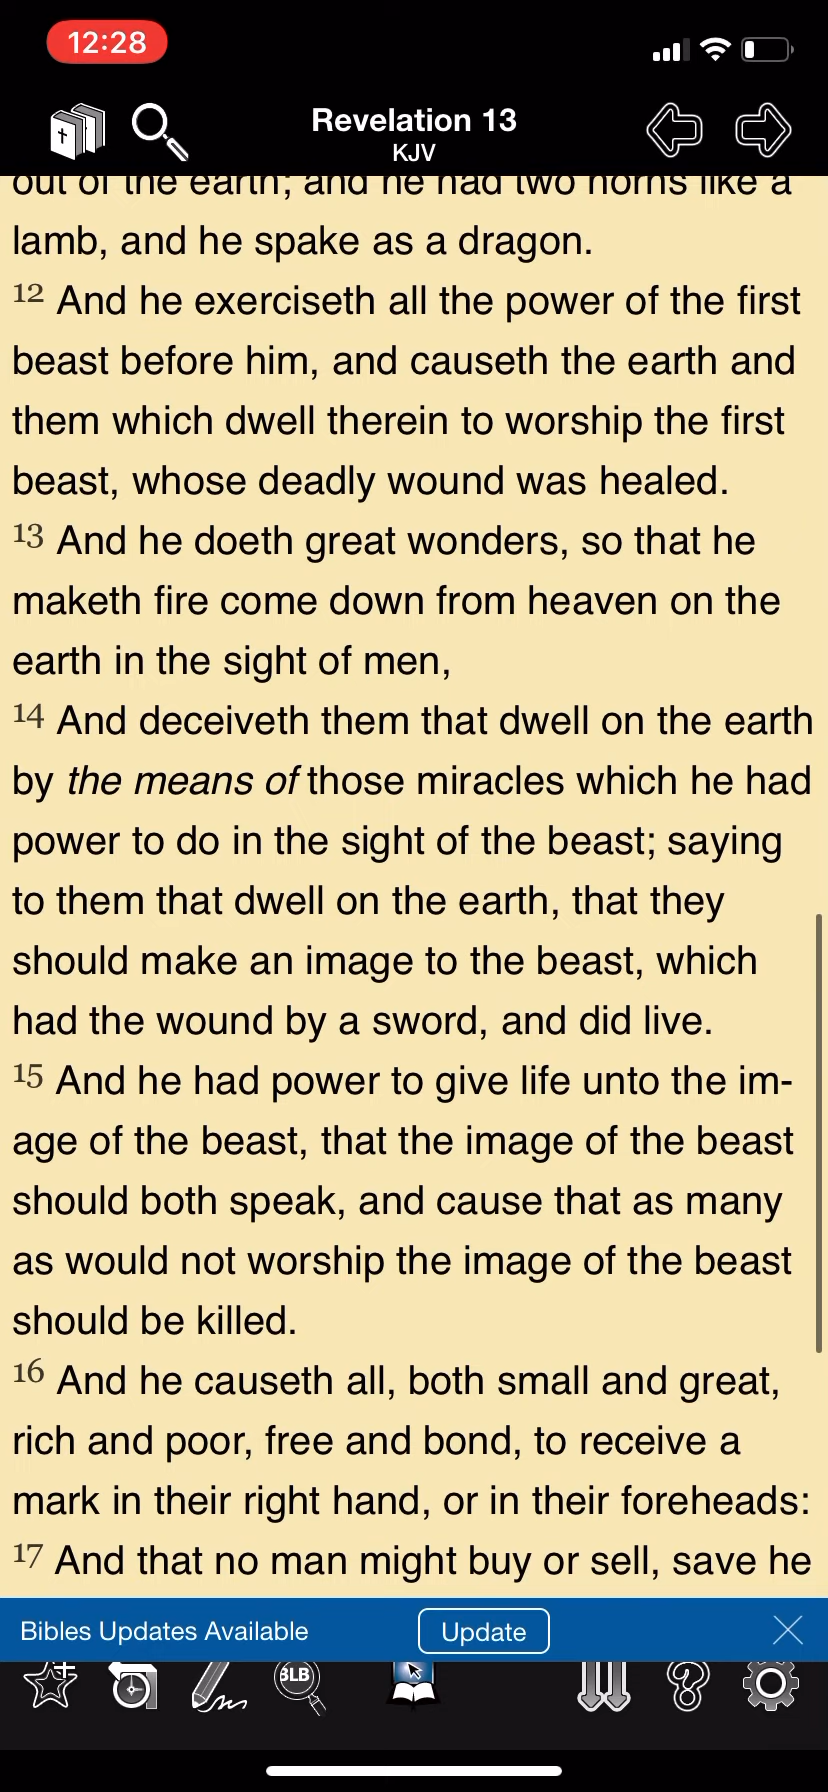 12:28
Revelation 13
KJV
out of the earth; and he had two horns like a
lamb, and he spake as a dragon.
12 And he exerciseth all the power of the first
beast before him, and causeth the earth and
them which dwell therein to worship the first
beast, whose deadly wound was healed.
13 And he doeth great wonders, so that he
maketh fire come down from heaven on the
earth in the sight of men,
14 And deceiveth them that dwell on the earth
by the means of those miracles which he had
power to do in the sight of the beast; saying
to them that dwell on the earth, that they
should make an image to the beast, which
had the wound by a sword, and did live.
15 And he had power to give life unto the im-
age of the beast, that the image of the beast
should both speak, and cause that as many
as would not worship the image of the beast
should be killed.
16 And he causeth all, both small and great,
rich and poor, free and bond, to receive a
mark in their right hand, or in their foreheads:
17 And that no man might buy or sell, save he
Bibles Updates Available
Update
BLB